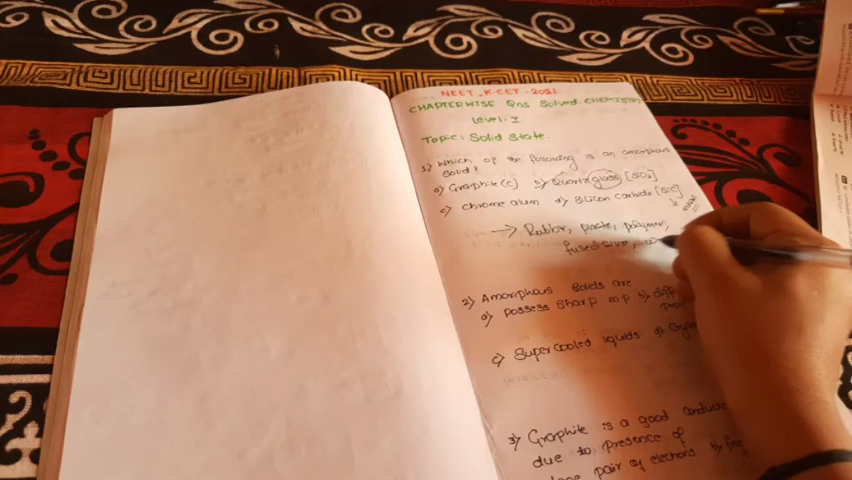 NEET, K-CET-2021
CHAPTERWISE Qns Solved CHEMISTRY
Level-I
Topic: Solid State.
1) Which of the following is an amorphous
solid?
a) Graphite (C) b) Quartz glass [SiO2]
c) Chrome alum d) Silicon carbide [SiC]
→ Rubber, plastic, polymer,
fused
2) Amorphous solids are
a) possess sharp m.p b)
c) Supercooled liquids d)
3) Graphite is a good
due to presence of
lone pair of electrons b)